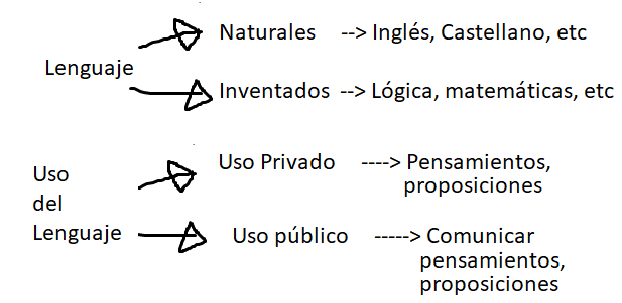 Lenguaje
Naturales --> Inglés, Castellano, etc
Inventados --> Lógica, matemáticas, etc
Uso
del
Lenguaje
Uso Privado ----> Pensamientos,
proposiciones
Uso público -----> Comunicar
pensamientos,
proposiciones